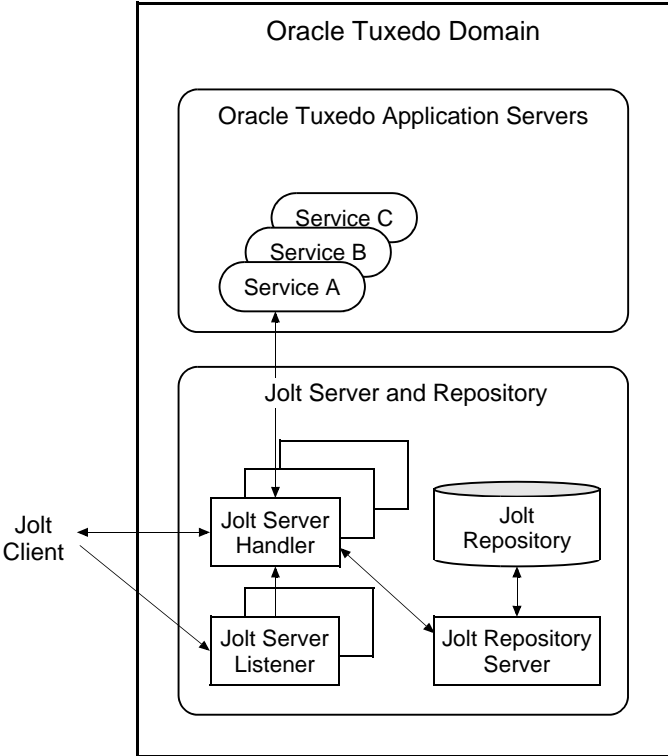 Oracle Tuxedo Domain
Oracle Tuxedo Application Servers
Service C
Service B
Service A
Jolt Server and Repository
Jolt Client
Jolt Server
Handler
Jolt
Repository
Jolt Server
Listener
Jolt Repository
Server